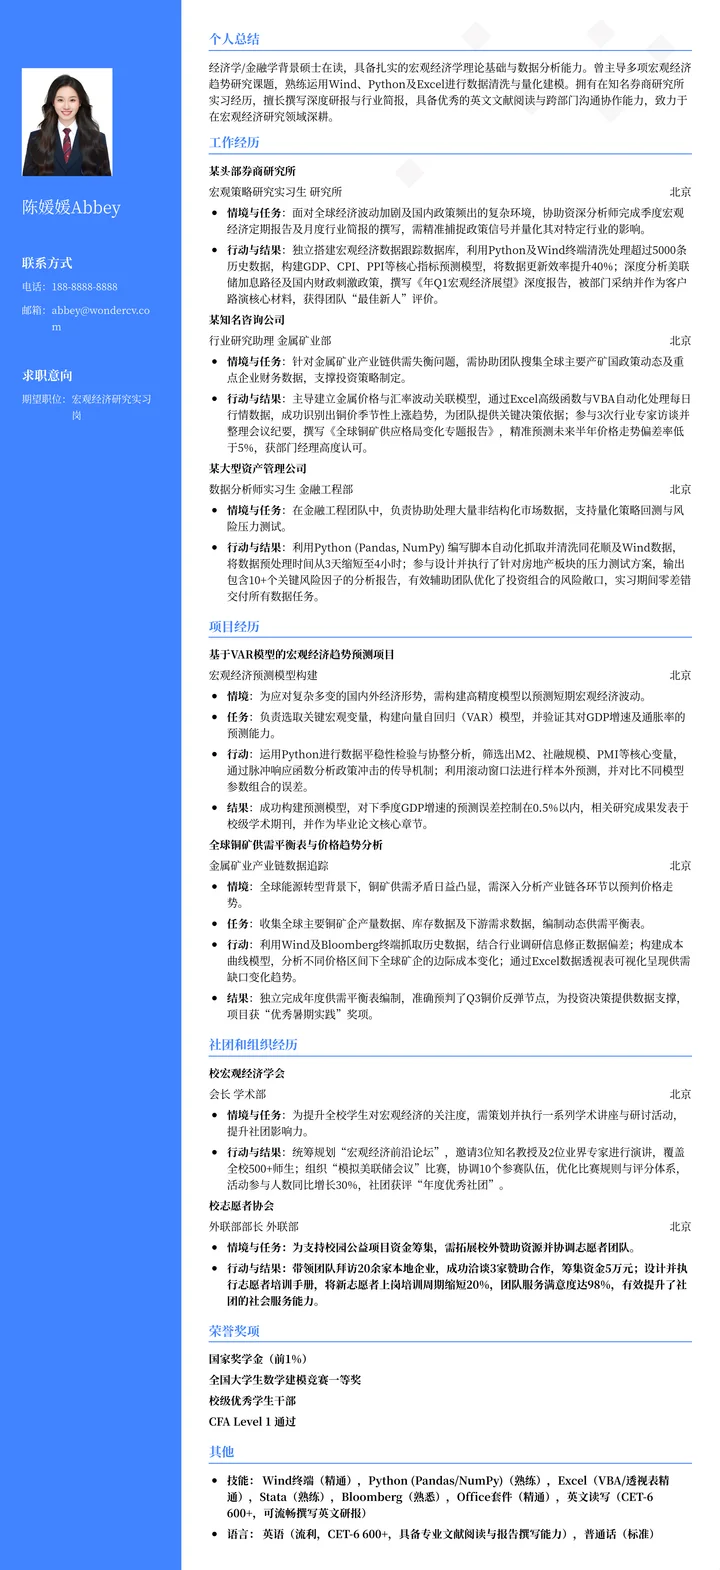 陈媛媛Abbey
联系方式
电话：188-8888-8888
邮箱：abbey@wondercv.co
m
求职意向
期望职位：宏观经济研究实习
岗
个人总结
经济学/金融学背景硕士在读，具备扎实的宏观经济学理论基础与数据分析能力。曾主导多项宏观经济
趋势研究课题，熟练运用Wind、Python及Excel进行数据清洗与量化建模。拥有在知名券商研究所
实习经历，擅长撰写深度研报与行业简报，具备优秀的英文文献阅读与跨部门沟通协作能力，致力于
在宏观经济研究领域深耕。
工作经历
某头部券商研究所
宏观策略研究实习生 研究所 北京
情境与任务：面对全球经济波动加剧及国内政策频出的复杂环境，协助资深分析师完成季度宏观
经济定期报告及月度行业简报的撰写，需精准捕捉政策信号并量化其对特定行业的影响。
行动与结果：独立搭建宏观经济数据跟踪数据库，利用Python及Wind终端清洗处理超过5000条
历史数据，构建GDP、CPI、PPI等核心指标预测模型，将数据更新效率提升40%；深度分析美联
储加息路径及国内财政刺激政策，撰写《年Q1宏观经济展望》深度报告，被部门采纳并作为客户
路演核心材料，获得团队“最佳新人”评价。
某知名咨询公司
行业研究助理 金属矿业部 北京
情境与任务：针对金属矿业产业链供需失衡问题，需协助团队搜集全球主要产矿国政策动态及重
点企业财务数据，支撑投资策略制定。
行动与结果：主导建立金属价格与汇率波动关联模型，通过Excel高级函数与VBA自动化处理每日
行情数据，成功识别出铜价季节性上涨趋势，为团队提供关键决策依据；参与3次行业专家访谈并
整理会议纪要，撰写《全球铜矿供应格局变化专题报告》，精准预测未来半年价格走势偏差率低
于5%，获部门经理高度认可。
某大型资产管理公司
数据分析师实习生 金融工程部 北京
情境与任务：在金融工程团队中，负责协助处理大量非结构化市场数据，支持量化策略回测与风
险压力测试。
行动与结果：利用Python (Pandas, NumPy) 编写脚本自动化抓取并清洗同花顺及Wind数据，
将数据预处理时间从3天缩短至4小时；参与设计并执行了针对房地产板块的压力测试方案，输出
包含10+个关键风险因子的分析报告，有效辅助团队优化了投资组合的风险敞口，实习期间零差错
交付所有数据任务。
项目经历
基于VAR模型的宏观经济趋势预测项目
宏观经济预测模型构建 北京
情境：为应对复杂多变的国内外经济形势，需构建高精度模型以预测短期宏观经济波动。
任务：负责选取关键宏观变量，构建向量自回归（VAR）模型，并验证其对GDP增速及通胀率的
预测能力。
行动：运用Python进行数据平稳性检验与协整分析，筛选出M2、社融规模、PMI等核心变量，
通过脉冲响应函数分析政策冲击的传导机制；利用滚动窗口法进行样本外预测，并对比不同模型
参数组合的误差。
结果：成功构建预测模型，对下季度GDP增速的预测误差控制在0.5%以内，相关研究成果发表于
校级学术期刊，并作为毕业论文核心章节。
全球铜矿供需平衡表与价格趋势分析
金属矿业产业链数据追踪 北京
情境：全球能源转型背景下，铜矿供需矛盾日益凸显，需深入分析产业链各环节以预判价格走
势。
任务：收集全球主要铜矿企产量数据、库存数据及下游需求数据，编制动态供需平衡表。
行动：利用Wind及Bloomberg终端抓取历史数据，结合行业调研信息修正数据偏差；构建成本
曲线模型，分析不同价格区间下全球矿企的边际成本变化；通过Excel数据透视表可视化呈现供需
缺口变化趋势。
结果：独立完成年度供需平衡表编制，准确预判了Q3铜价反弹节点，为投资决策提供数据支撑，
项目获“优秀暑期实践”奖项。
社团和组织经历
校宏观经济学会
会长 学术部 北京
情境与任务：为提升全校学生对宏观经济的关注度，需策划并执行一系列学术讲座与研讨活动，
提升社团影响力。
行动与结果：统筹规划“宏观经济前沿论坛”，邀请3位知名教授及2位业界专家进行演讲，覆盖
全校500+师生；组织“模拟美联储会议”比赛，协调10个参赛队伍，优化比赛规则与评分体系，
活动参与人数同比增长30%，社团获评“年度优秀社团”。
校志愿者协会
外联部部长 外联部 北京
情境与任务：为支持校园公益项目资金筹集，需拓展校外赞助资源并协调志愿者团队。
行动与结果：带领团队拜访20余家本地企业，成功洽谈3家赞助合作，筹集资金5万元；设计并执
行志愿者培训手册，将新志愿者上岗培训周期缩短20%，团队服务满意度达98%，有效提升了社
团的社会服务能力。
荣誉奖项
国家奖学金（前1%）
全国大学生数学建模竞赛一等奖
校级优秀学生干部
CFA Level 1 通过
其他
技能： Wind终端（精通），Python (Pandas/NumPy)（熟练），Excel（VBA/透视表精
通），Stata（熟练），Bloomberg（熟悉），Office套件（精通），英文读写（CET-6
600+，可流畅撰写英文研报）
语言： 英语（流利，CET-6 600+，具备专业文献阅读与报告撰写能力），普通话（标准）